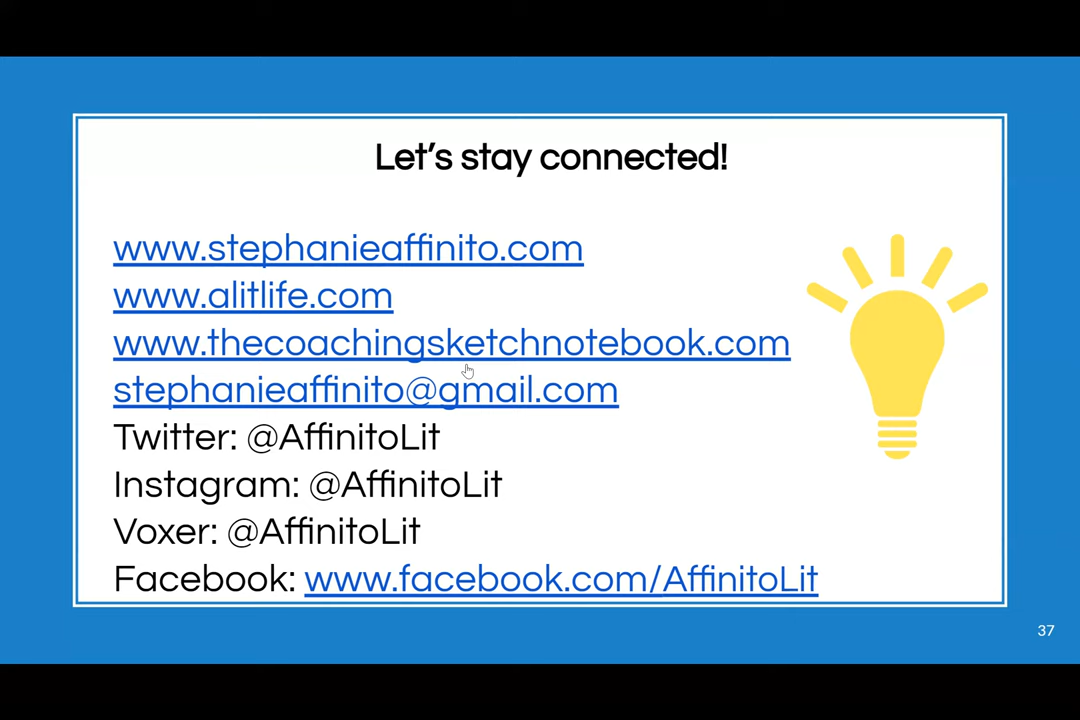 Let's stay connected!
www.stephanieaffinito.com
www.alitlife.com
www.thecoachingsketchnotebook.com
stephanieaffinito@gmail.com
Twitter: @AffinitoLit
Instagram: @AffinitoLit
Voxer: @AffinitoLit
Facebook: www.facebook.com/AffinitoLit
37